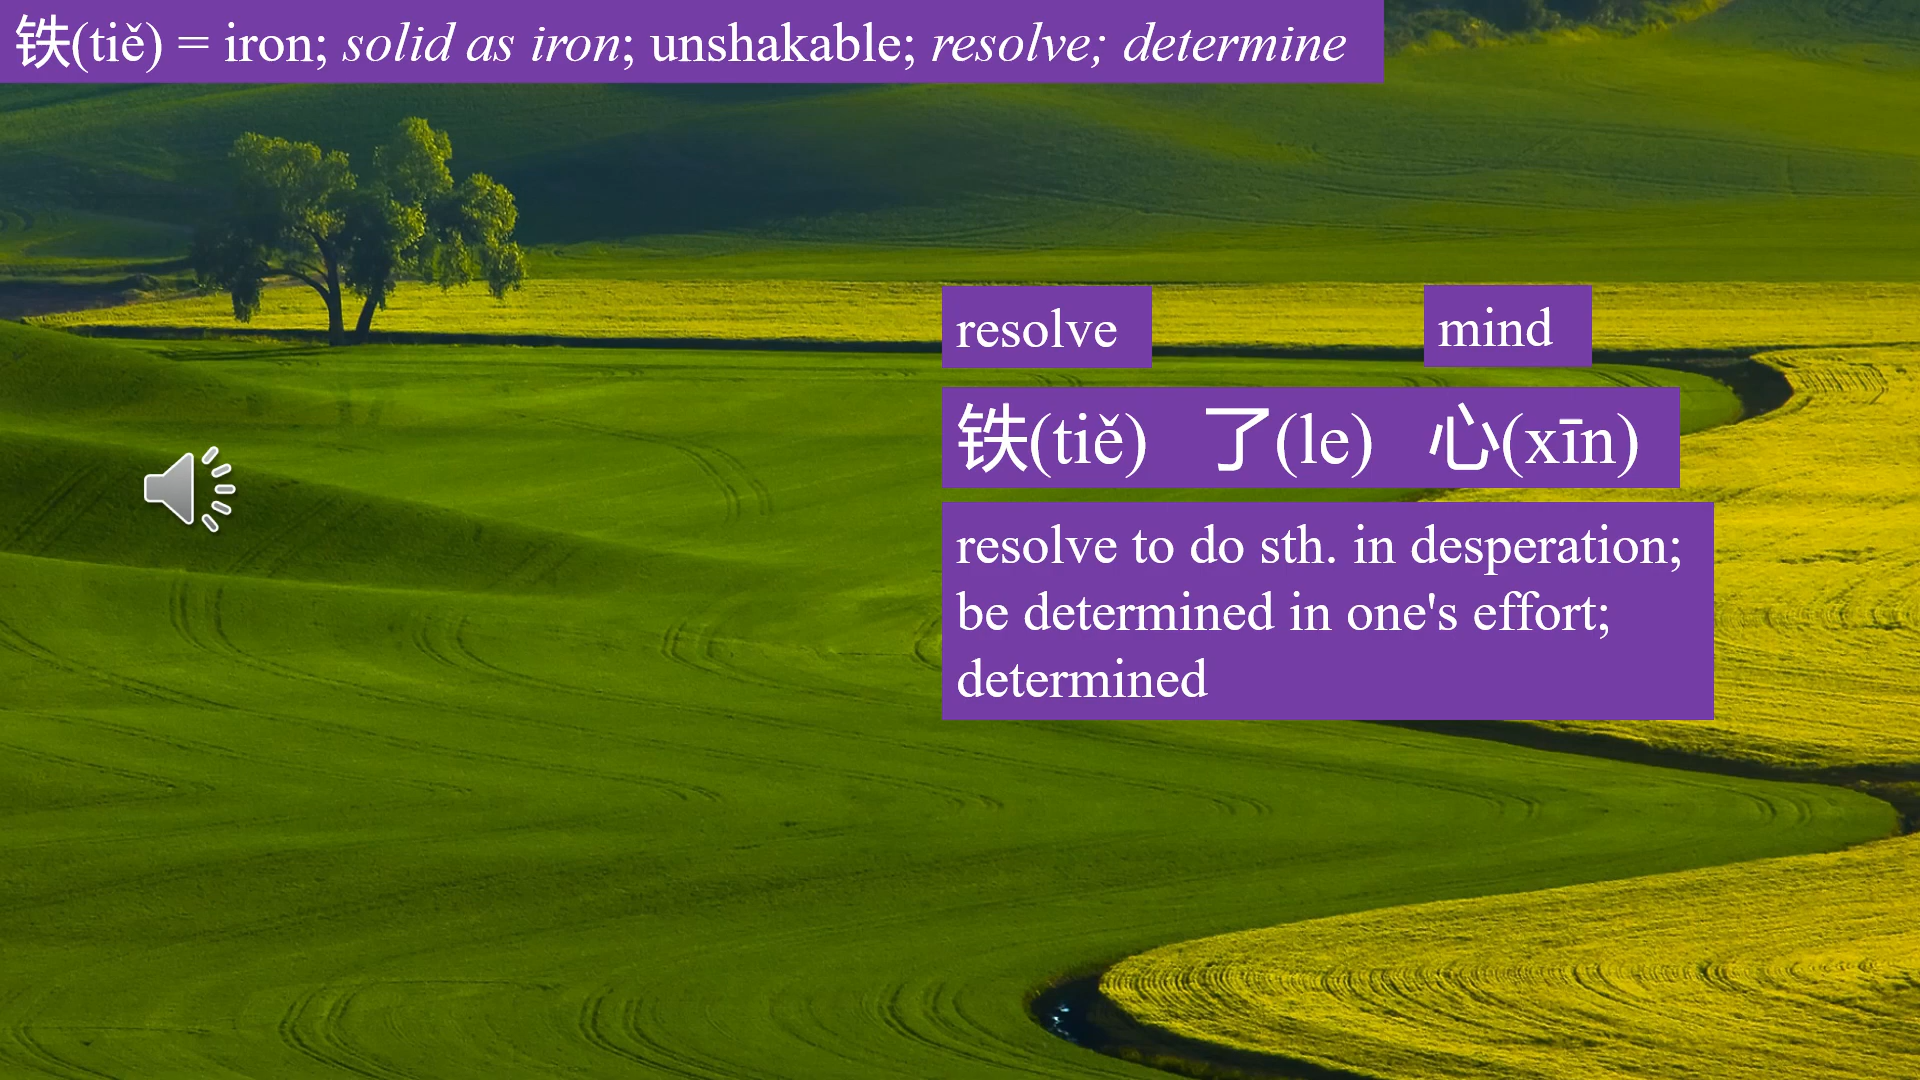 铁(tiě) = iron; solid as iron; unshakable; resolve; determine
resolve mind
铁(tiě) 了(le) 心(xīn)
resolve to do sth. in desperation;
be determined in one's effort;
determined